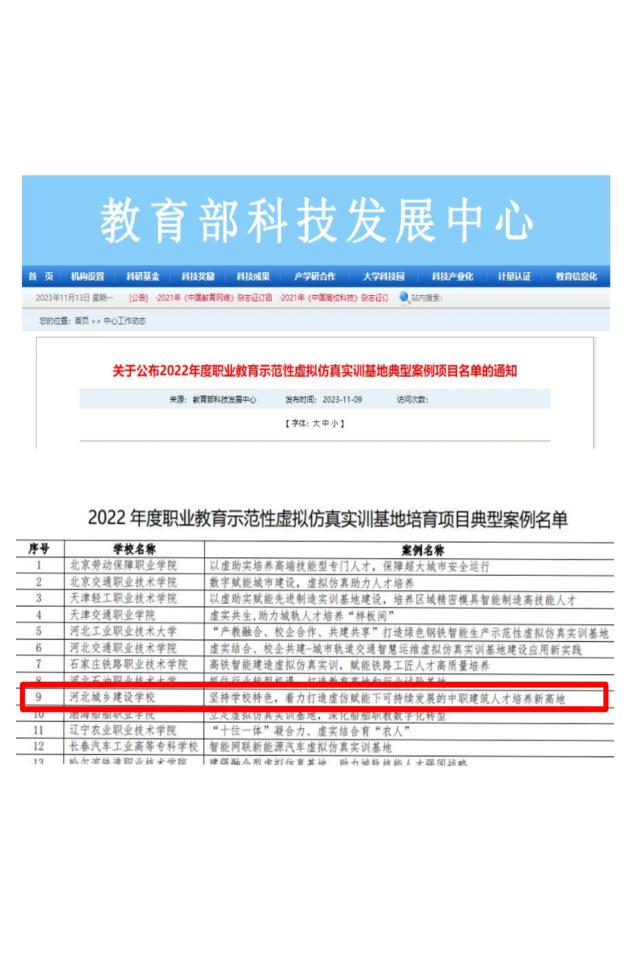 教育部科技发展中心
首 页 机构设置 科研基金 科技奖励 科技成果 产学研合作 大学科技园 科技产业化 计量认证 教育信息化
2023年11月13日 星期一 [公告] ·2021年《中国教育网络》杂志征订函 ·2021年《中国高校科技》杂志征订 站内搜索:
您的位置: 首页 >> 中心工作动态
关于公布2022年度职业教育示范性虚拟仿真实训基地典型案例项目名单的通知
来源: 教育部科技发展中心 发布时间: 2023-11-09 访问次数:
【 字体: 大 中 小 】
2022 年度职业教育示范性虚拟仿真实训基地培育项目典型案例名单
序号 学校名称 案例名称
1 北京劳动保障职业学院 以虚助实培养高端技能型专门人才，保障超大城市安全运行
2 北京交通职业技术学院 数字赋能城市建设，虚拟仿真助力人才培养
3 天津轻工职业技术学院 以虚助实赋能先进制造实训基地建设，培养区域精密模具智能制造高技能人才
4 天津交通职业学院 虚实共生,助力城轨人才培养“样板间”
5 河北工业职业技术大学 “产教融合、校企合作、共建共享”打造绿色钢铁智能生产示范性虚拟仿真实训基地
6 河北交通职业技术学院 虚实结合、校企共建-城市轨道交通智慧运维虚拟仿真实训基地建设应用新实践
7 石家庄铁路职业技术学院 高铁智能建造虚拟仿真实训，赋能铁路工匠人才高质量培养
8 河北石油职业技术大学
9 河北城乡建设学校 坚持学校特色，着力打造虚仿赋能下可持续发展的中职建筑人才培养新高地
10 渤海船舶职业学院 立足虚拟仿真实训基地，深化船舶职教数字化转型
11 辽宁农业职业技术学院 “十位一体”凝合力、虚实结合育“农人”
12 长春汽车工业高等专科学校 智能网联新能源汽车虚拟仿真实训基地
13 哈尔滨铁道职业技术学院